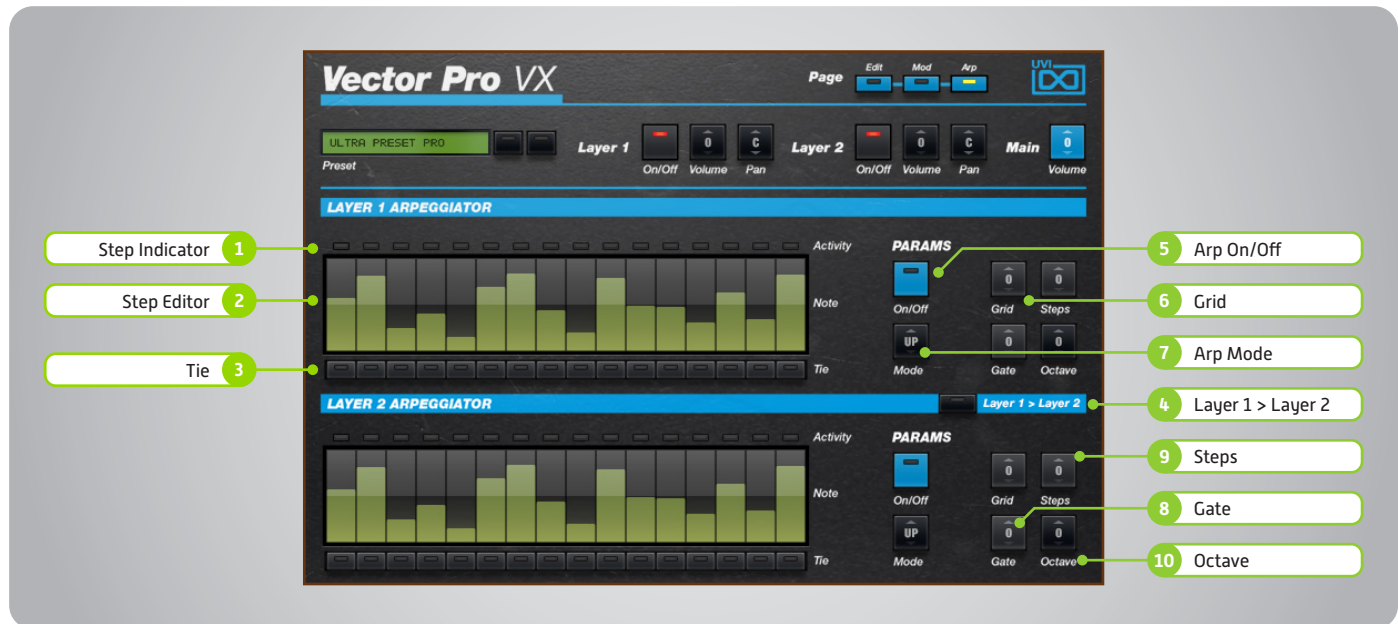 Vector Pro VX
Page Edit Mod Arp
UVI
ULTRA PRESET PRO
Preset
Layer 1 0 C
On/Off Volume Pan
Layer 2 0 C
On/Off Volume Pan
Main 0
Volume
LAYER 1 ARPEGGIATOR
Step Indicator 1
Activity
PARAMS
5 Arp On/Off
0 0
Step Editor 2
Note
On/Off Grid Steps
6 Grid
UP 0 0
7 Arp Mode
Tie 3
Tie
Mode Gate Octave
LAYER 2 ARPEGGIATOR
Layer 1 > Layer 2
4 Layer 1 > Layer 2
Activity
PARAMS
0 0
9 Steps
Note
On/Off Grid Steps
8 Gate
UP 0 0
Tie
Mode Gate Octave
10 Octave